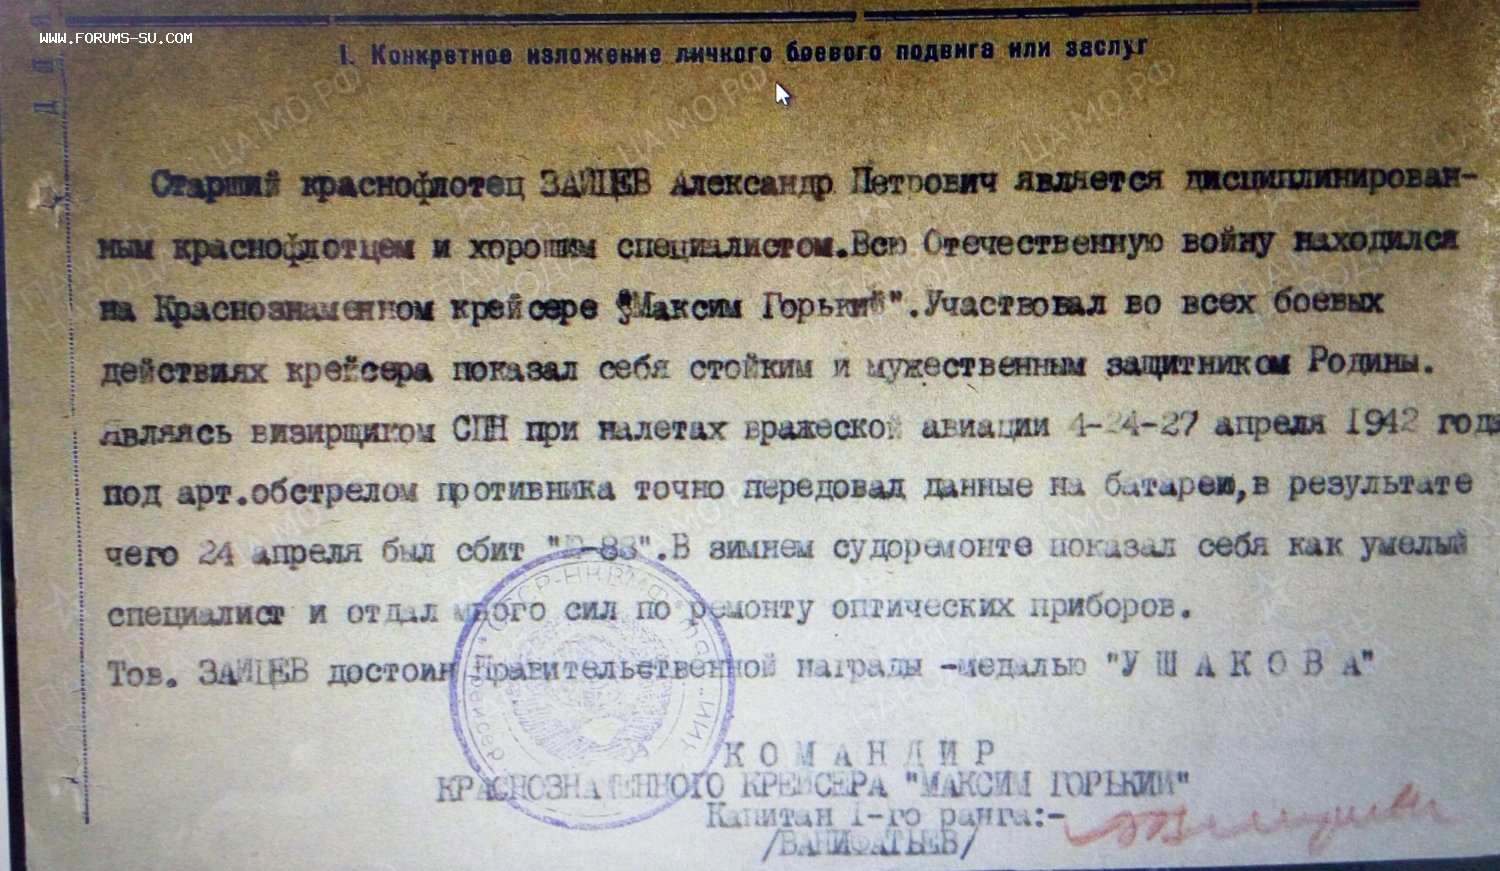 WWW.FORUMS-SU.COM
I. Конкретное изложение личного боевого подвига или заслуг
Старший краснофлотец ЗАЙЦЕВ Александр Петрович является дисциплинирован-
ным краснофлотцем и хорошим специалистом.Всю Отечественную войну находился
на Краснознаменном крейсере "Максим Горький".Участвовал во всех боевых
действиях крейсера показал себя стойким и мужественным защитником Родины.
Являясь визирщиком СПН при налетах вражеской авиации 4-24-27 апреля 1942 года
под арт.обстрелом противника точно передовал данные на батарею,в результате
чего 24 апреля был сбит . В зимнем судоремонте показал себя как умелый
специалист и отдал много сил по ремонту оптических приборов.
Тов. ЗАЙЦЕВ достоин Правительственной награды -медалью "У Ш А К О В А"
К О М А Н Д И Р
КРАСНОЗНАМЕННОГО КРЕЙСЕРА "МАКСИМ ГОРЬКИЙ"
Капитан I-го ранга:-
/ВАНИФАТЬЕВ/